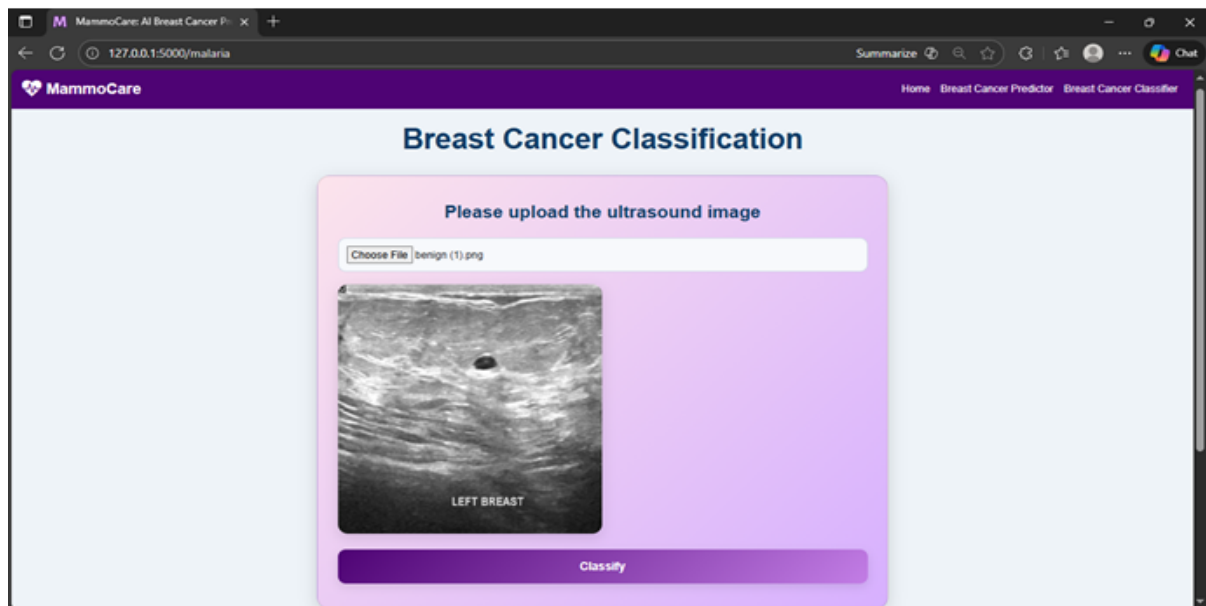 MammoCare: AI Breast Cancer Pr
127.0.0.1:5000/malaria
Summarize
Chat
MammoCare
Home Breast Cancer Predictor Breast Cancer Classifier
Breast Cancer Classification
Please upload the ultrasound image
Choose File benign (1).png
LEFT BREAST
Classify